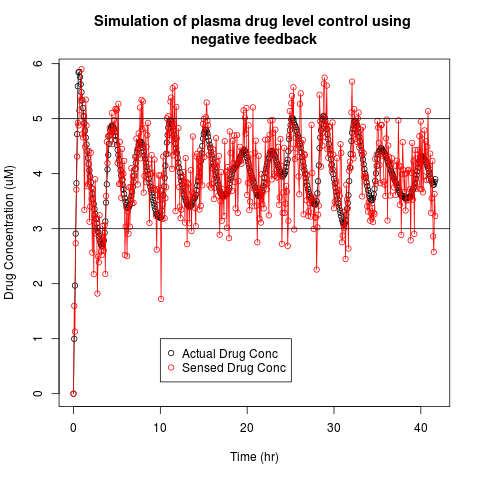 Simulation of plasma drug level control using
negative feedback
Drug Concentration (uM)
6
5
4
3
2
1
0
Actual Drug Conc
Sensed Drug Conc
0 10 20 30 40
Time (hr)